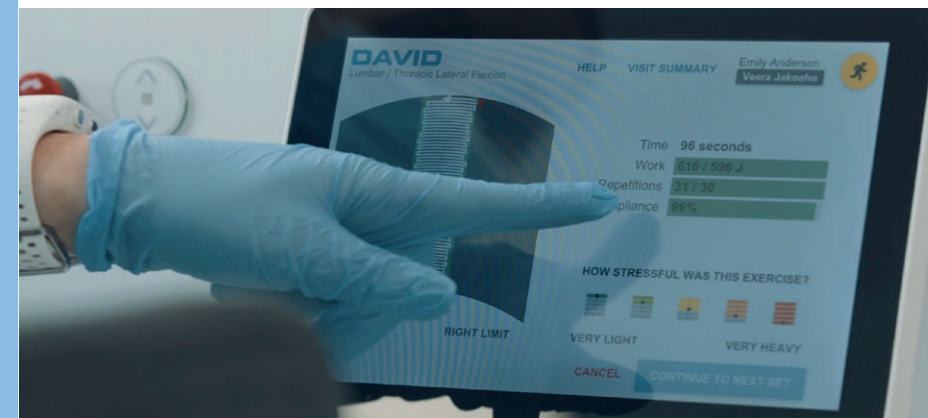 DAVID
Lumbar / Thoracic Lateral Flexion
HELP VISIT SUMMARY Emily Anderson
Veera Jakoaho
Time 96 seconds
Work 616 / 596 J
Repetitions 31 / 30
pliance 96%
HOW STRESSFUL WAS THIS EXERCISE?
RIGHT LIMIT
VERY LIGHT VERY HEAVY
CANCEL CONTINUE TO NEXT SET